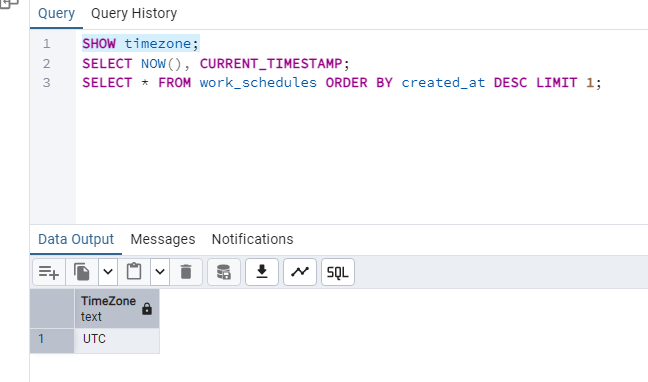 Query Query History
1 SHOW timezone;
2 SELECT NOW(), CURRENT_TIMESTAMP;
3 SELECT * FROM work_schedules ORDER BY created_at DESC LIMIT 1;
Data Output Messages Notifications
SQL
TimeZone
text
1 UTC